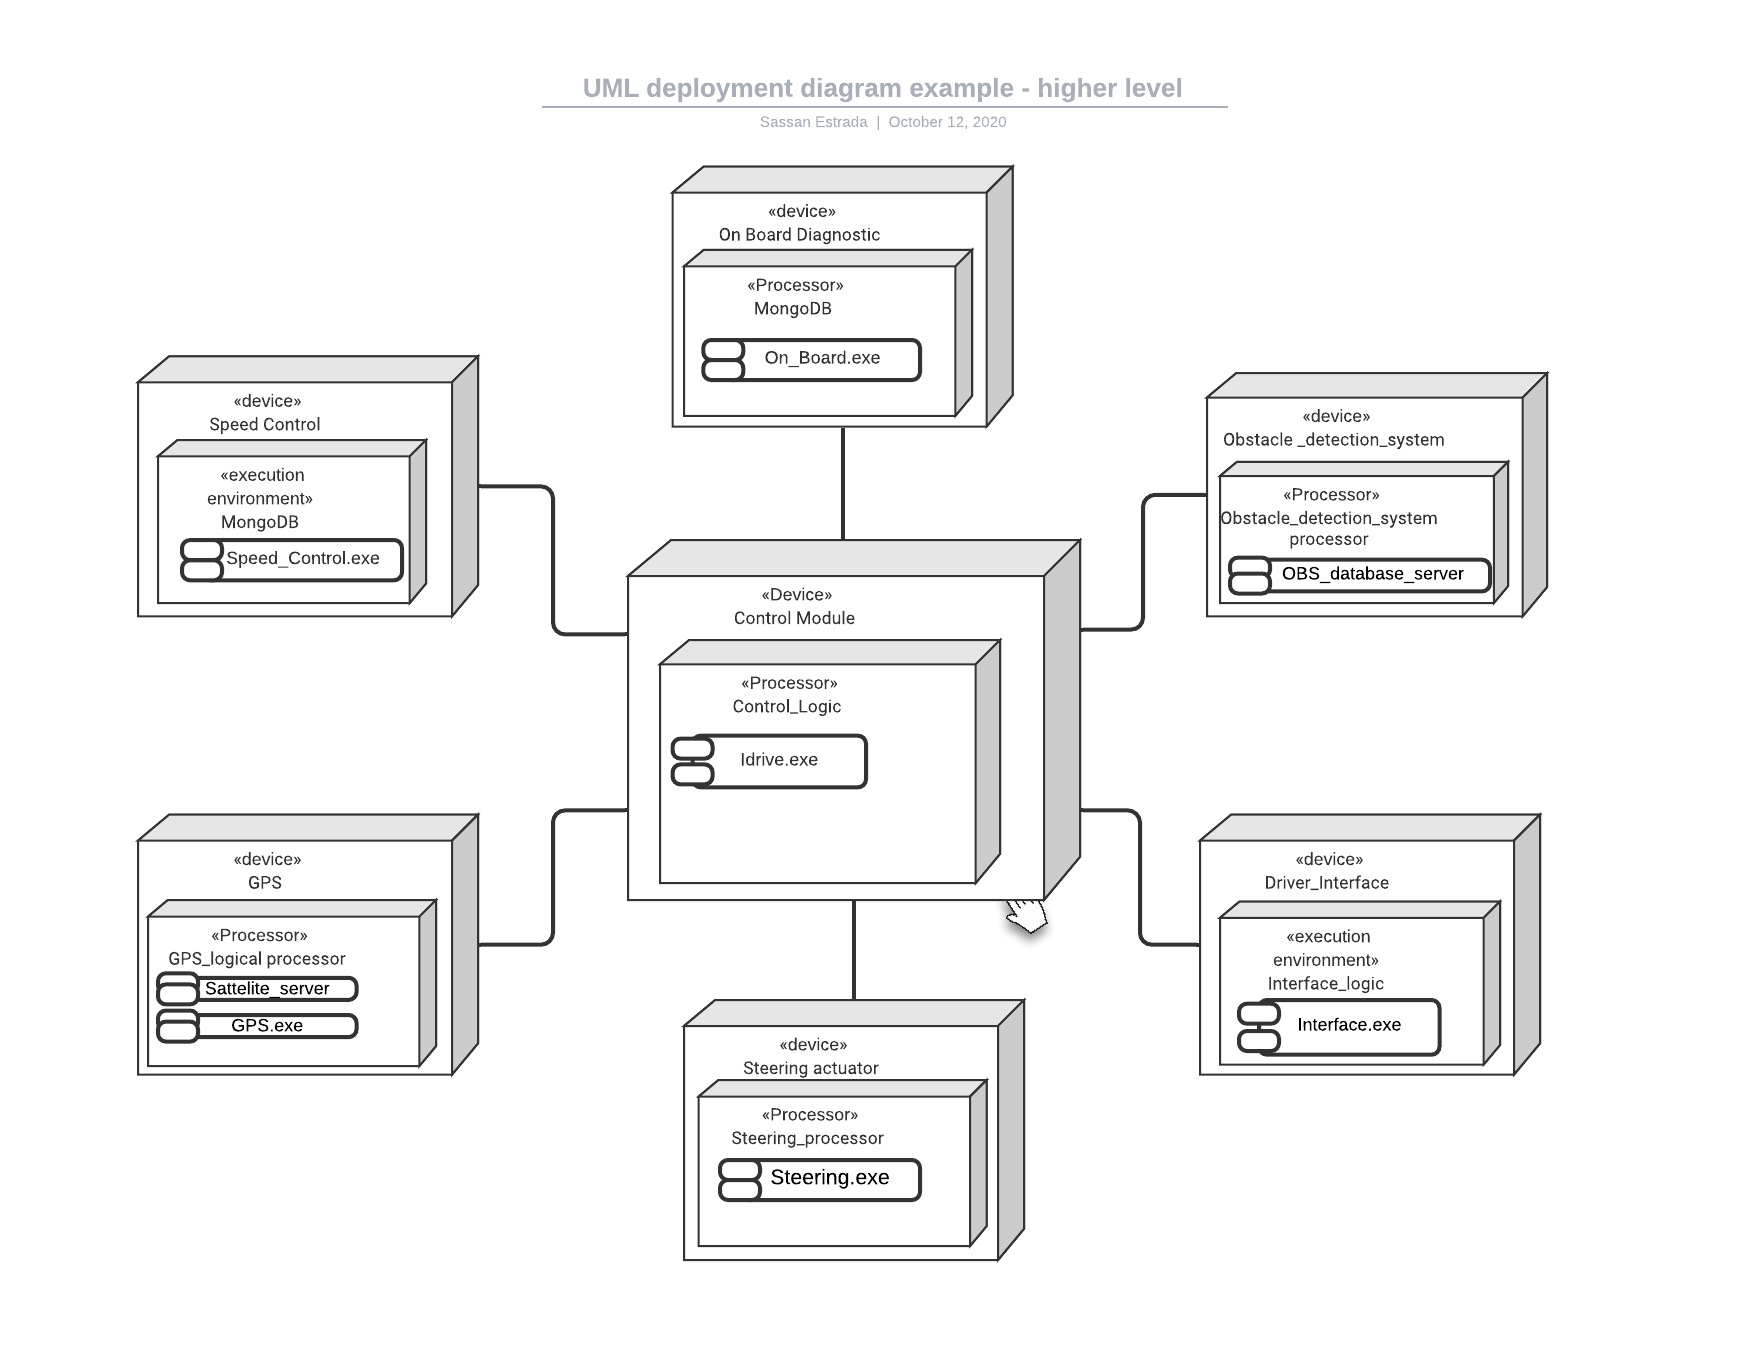 UML deployment diagram example - higher level
Sassan Estrada | October 12, 2020
«device»
On Board Diagnostic
«Processor»
MongoDB
On_Board.exe
«device»
Speed Control
«execution
environment»
MongoDB
Speed_Control.exe
«device»
Obstacle _detection_system
«Processor»
Obstacle_detection_system
processor
OBS_database_server
«Device»
Control Module
«Processor»
Control_Logic
Idrive.exe
«device»
GPS
«Processor»
GPS_logical processor
Sattelite_server
GPS.exe
«device»
Driver_Interface
«execution
environment»
Interface_logic
Interface.exe
«device»
Steering actuator
«Processor»
Steering_processor
Steering.exe